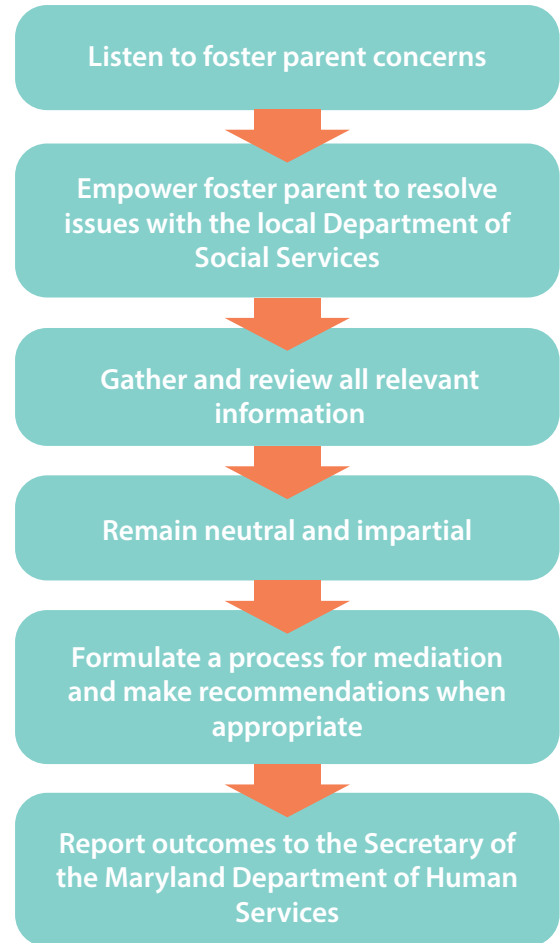 Listen to foster parent concerns
Empower foster parent to resolve
issues with the local Department of
Social Services
Gather and review all relevant
information
Remain neutral and impartial
Formulate a process for mediation
and make recommendations when
appropriate
Report outcomes to the Secretary of
the Maryland Department of Human
Services